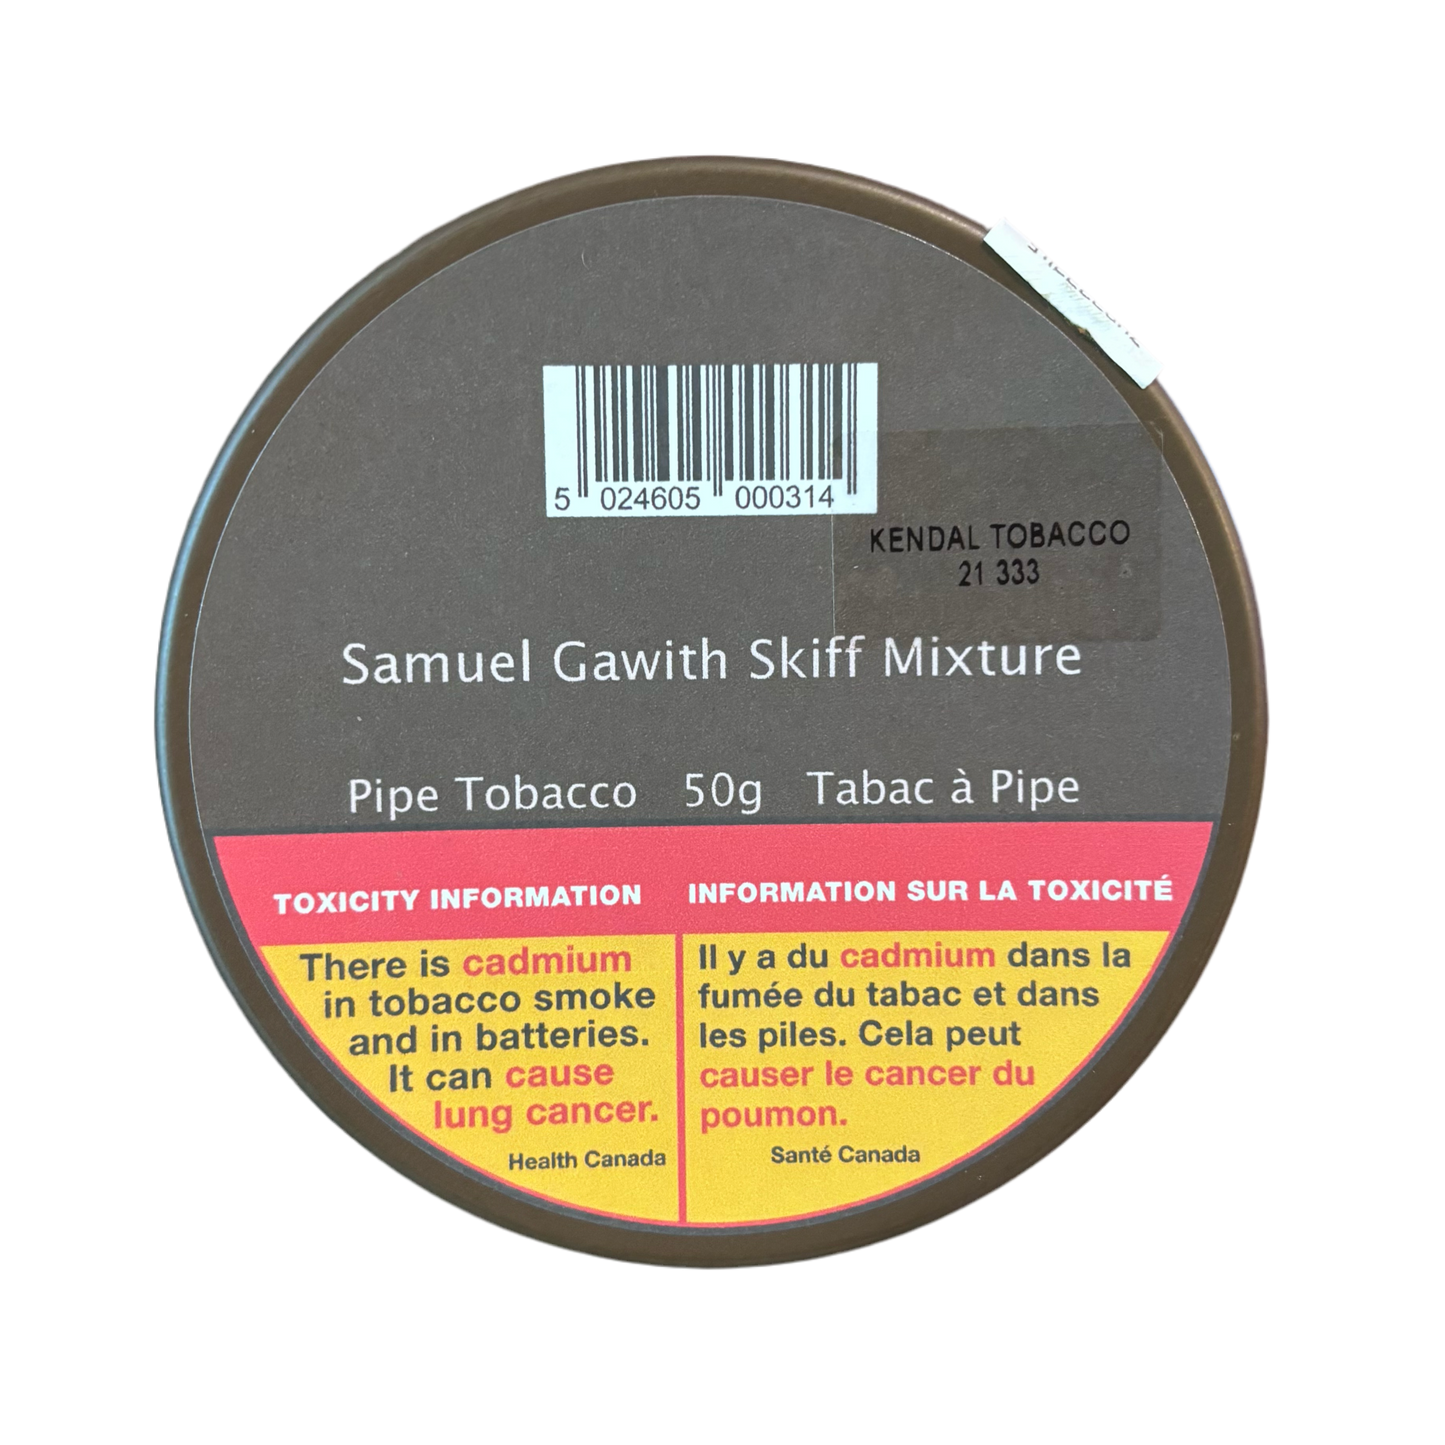 5 024605 000314
KENDAL TOBACCO
21 333
Samuel Gawith Skiff Mixture
Pipe Tobacco 50g Tabac à Pipe
TOXICITY INFORMATION
There is cadmium
in tobacco smoke
and in batteries.
It can cause
lung cancer.
Health Canada
INFORMATION SUR LA TOXICITÉ
Il y a du cadmium dans la
fumée du tabac et dans
les piles. Cela peut
causer le cancer du
poumon.
Santé Canada